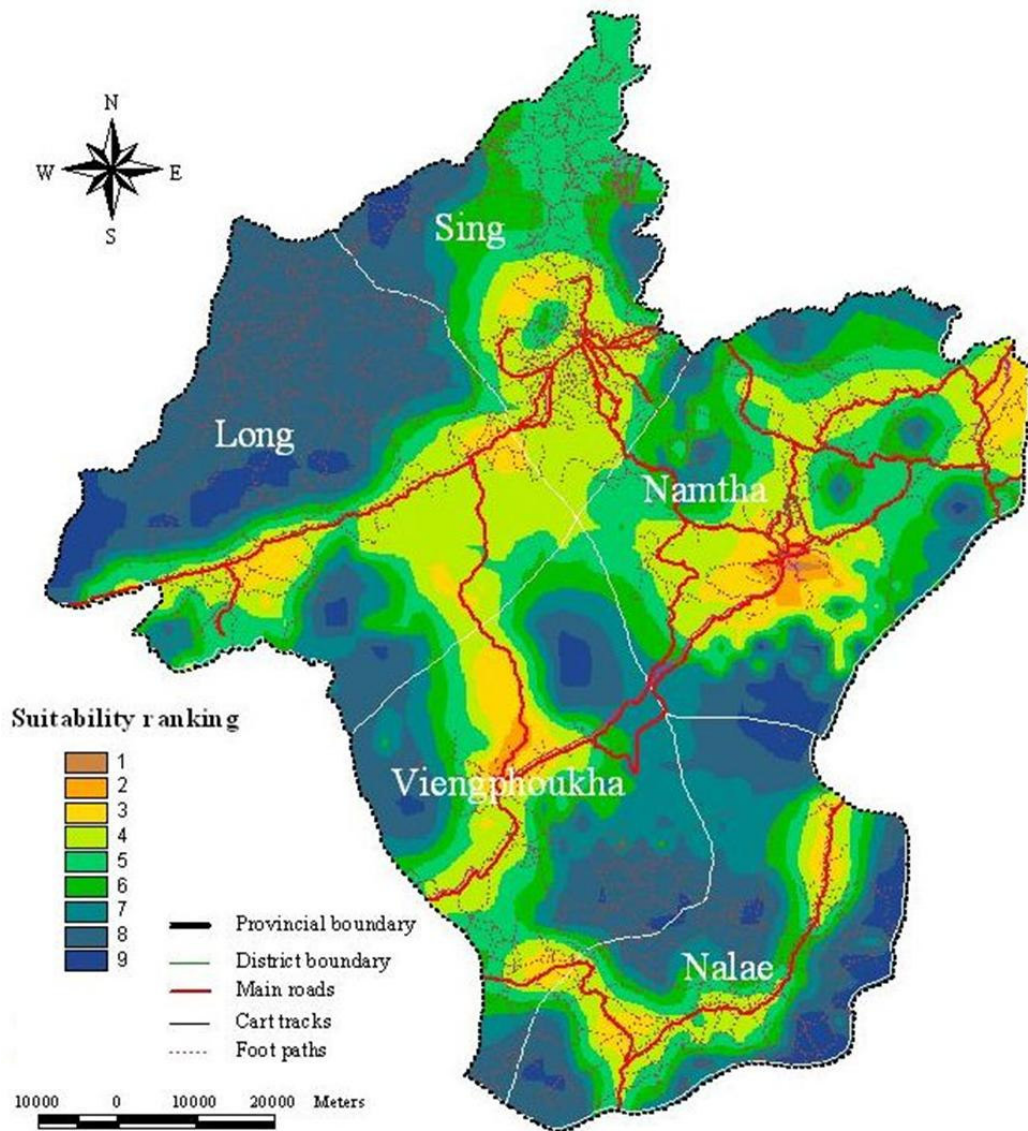 N
W E
S
Sing
Long
Namtha
Suitability ranking
1
2
3
4
5
6
7
8
9
Viengphoukha
Provincial boundary
District boundary
Main roads
Cart tracks
Foot paths
Nalae
10000 0 10000 20000 Meters